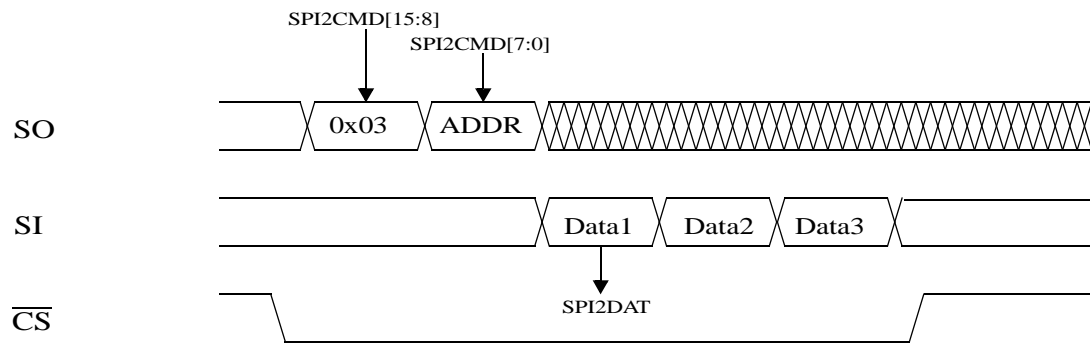 SPI2CMD[15:8]
SPI2CMD[7:0]
SO
0x03
ADDR
SI
Data1
Data2
Data3
SPI2DAT
CS